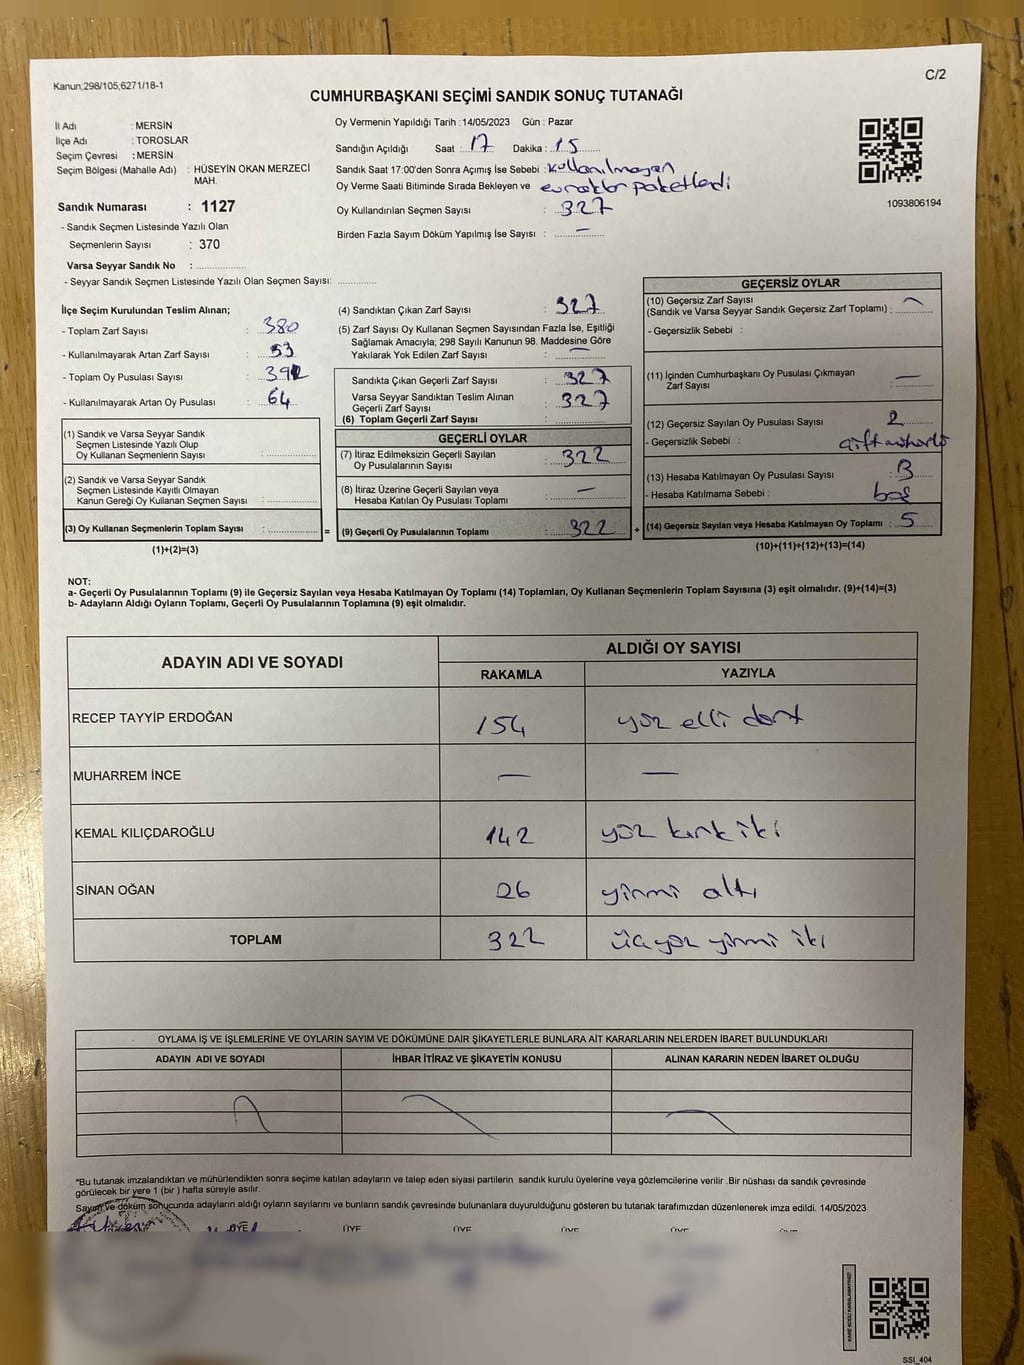 Kanun;298/105;6271/18-1
C/2
CUMHURBAŞKANI SEÇİMİ SANDIK SONUÇ TUTANAĞI
İl Adı : MERSİN
İlçe Adı : TOROSLAR
Seçim Çevresi : MERSİN
Seçim Bölgesi (Mahalle Adı) : HÜSEYİN OKAN MERZECİ MAH.
Sandık Numarası : 1127
- Sandık Seçmen Listesinde Yazılı Olan
Seçmenlerin Sayısı : 370
Varsa Seyyar Sandık No : ................
- Seyyar Sandık Seçmen Listesinde Yazılı Olan Seçmen Sayısı: ............
Oy Vermenin Yapıldığı Tarih : 14/05/2023 Gün : Pazar
Sandığın Açıldığı Saat : 17 Dakika : 15
Sandık Saat 17:00'den Sonra Açımış İse Sebebi : kullanılmayan
Oy Verme Saati Bitiminde Sırada Bekleyen ve evraklar paketlendi
Oy Kullandırılan Seçmen Sayısı : 327
Birden Fazla Sayım Döküm Yapılmış İse Sayısı : —
1093806194
İlçe Seçim Kurulundan Teslim Alınan;
- Toplam Zarf Sayısı : 380
- Kullanılmayarak Artan Zarf Sayısı : 53
- Toplam Oy Pusulası Sayısı
- Kullanılmayarak Artan Oy Pusulası : 64
(1) Sandık ve Varsa Seyyar Sandık
Seçmen Listesinde Yazılı Olup
Oy Kullanan Seçmenlerin Sayısı : ............
(2) Sandık ve Varsa Seyyar Sandık
Seçmen Listesinde Kayıtlı Olmayan
Kanun Gereği Oy Kullanan Seçmen Sayısı : ............
(3) Oy Kullanan Seçmenlerin Toplam Sayısı : ............ =
(1)+(2)=(3)
(4) Sandıktan Çıkan Zarf Sayısı : 327
(5) Zarf Sayısı Oy Kullanan Seçmen Sayısından Fazla İse, Eşitliği
Sağlamak Amacıyla; 298 Sayılı Kanunun 98. Maddesine Göre
Yakılarak Yok Edilen Zarf Sayısı : —
Sandıkta Çıkan Geçerli Zarf Sayısı : 327
Varsa Seyyar Sandıktan Teslim Alınan
Geçerli Zarf Sayısı : 327
(6) Toplam Geçerli Zarf Sayısı : ............
GEÇERLİ OYLAR
(7) İtiraz Edilmeksizin Geçerli Sayılan
Oy Pusulalarının Sayısı : 322
(8) İtiraz Üzerine Geçerli Sayılan veya
Hesaba Katılan Oy Pusulası Toplamı : —
(9) Geçerli Oy Pusulalarının Toplamı : 322 +
GEÇERSİZ OYLAR
(10) Geçersiz Zarf Sayısı
(Sandık ve Varsa Seyyar Sandık Geçersiz Zarf Toplamı) : —
- Geçersizlik Sebebi :
(11) İçinden Cumhurbaşkanı Oy Pusulası Çıkmayan
Zarf Sayısı : —
(12) Geçersiz Sayılan Oy Pusulası Sayısı : 2
- Geçersizlik Sebebi : çift mühürlü
(13) Hesaba Katılmayan Oy Pusulası Sayısı : 3
- Hesaba Katılmama Sebebi : boş
(14) Geçersiz Sayılan veya Hesaba Katılmayan Oy Toplamı : 5
(10)+(11)+(12)+(13)=(14)
NOT:
a- Geçerli Oy Pusulalarının Toplamı (9) ile Geçersiz Sayılan veya Hesaba Katılmayan Oy Toplamı (14) Toplamları, Oy Kullanan Seçmenlerin Toplam Sayısına (3) eşit olmalıdır. (9)+(14)=(3)
b- Adayların Aldığı Oyların Toplamı, Geçerli Oy Pusulalarının Toplamına (9) eşit olmalıdır.
ADAYIN ADI VE SOYADI
ALDIĞI OY SAYISI
RAKAMLA YAZIYLA
RECEP TAYYİP ERDOĞAN 154 yüz elli dört
MUHARREM İNCE — —
KEMAL KILIÇDAROĞLU 142 yüz kırk iki
SİNAN OĞAN 26 yirmi altı
TOPLAM 322 üçyüz yirmi iki
OYLAMA İŞ VE İŞLEMLERİNE VE OYLARIN SAYIM VE DÖKÜMÜNE DAİR ŞİKAYETLERLE BUNLARA AİT KARARLARIN NELERDEN İBARET BULUNDUKLARI
ADAYIN ADI VE SOYADI İHBAR İTİRAZ VE ŞİKAYETİN KONUSU ALINAN KARARIN NEDEN İBARET OLDUĞU
*Bu tutanak imzalandıktan ve mühürlendikten sonra seçime katılan adayların ve talep eden siyasi partilerin sandık kurulu üyelerine veya gözlemcilerine verilir .Bir nüshası da sandık çevresinde
görülecek bir yere 1 (bir ) hafta süreyle asılır.
Sayım ve döküm sonucunda adayların aldığı oyların sayılarını ve bunların sandık çevresinde bulunanlara duyurulduğunu gösteren bu tutanak tarafımızdan düzenlenerek imza edildi. 14/05/2023
ÜYE ÜYE ÜYE ÜYE
SSI_404